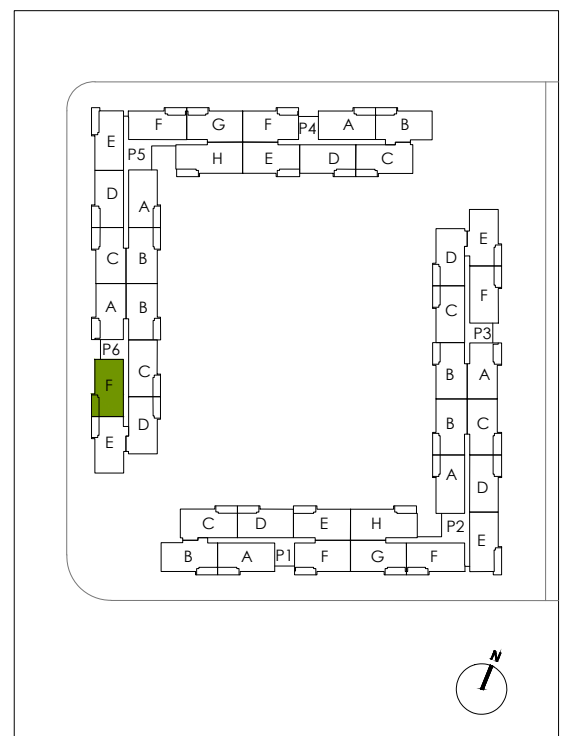 F G F P4 A B
E P5 H E D C
D A
C B
A B
P6
F C
E D
E
D F
C P3
B A
B C
A D
P2 E
C D E H
B A P1 F G F
N